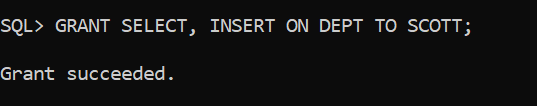 SQL> GRANT SELECT, INSERT ON DEPT TO SCOTT;
Grant succeeded.